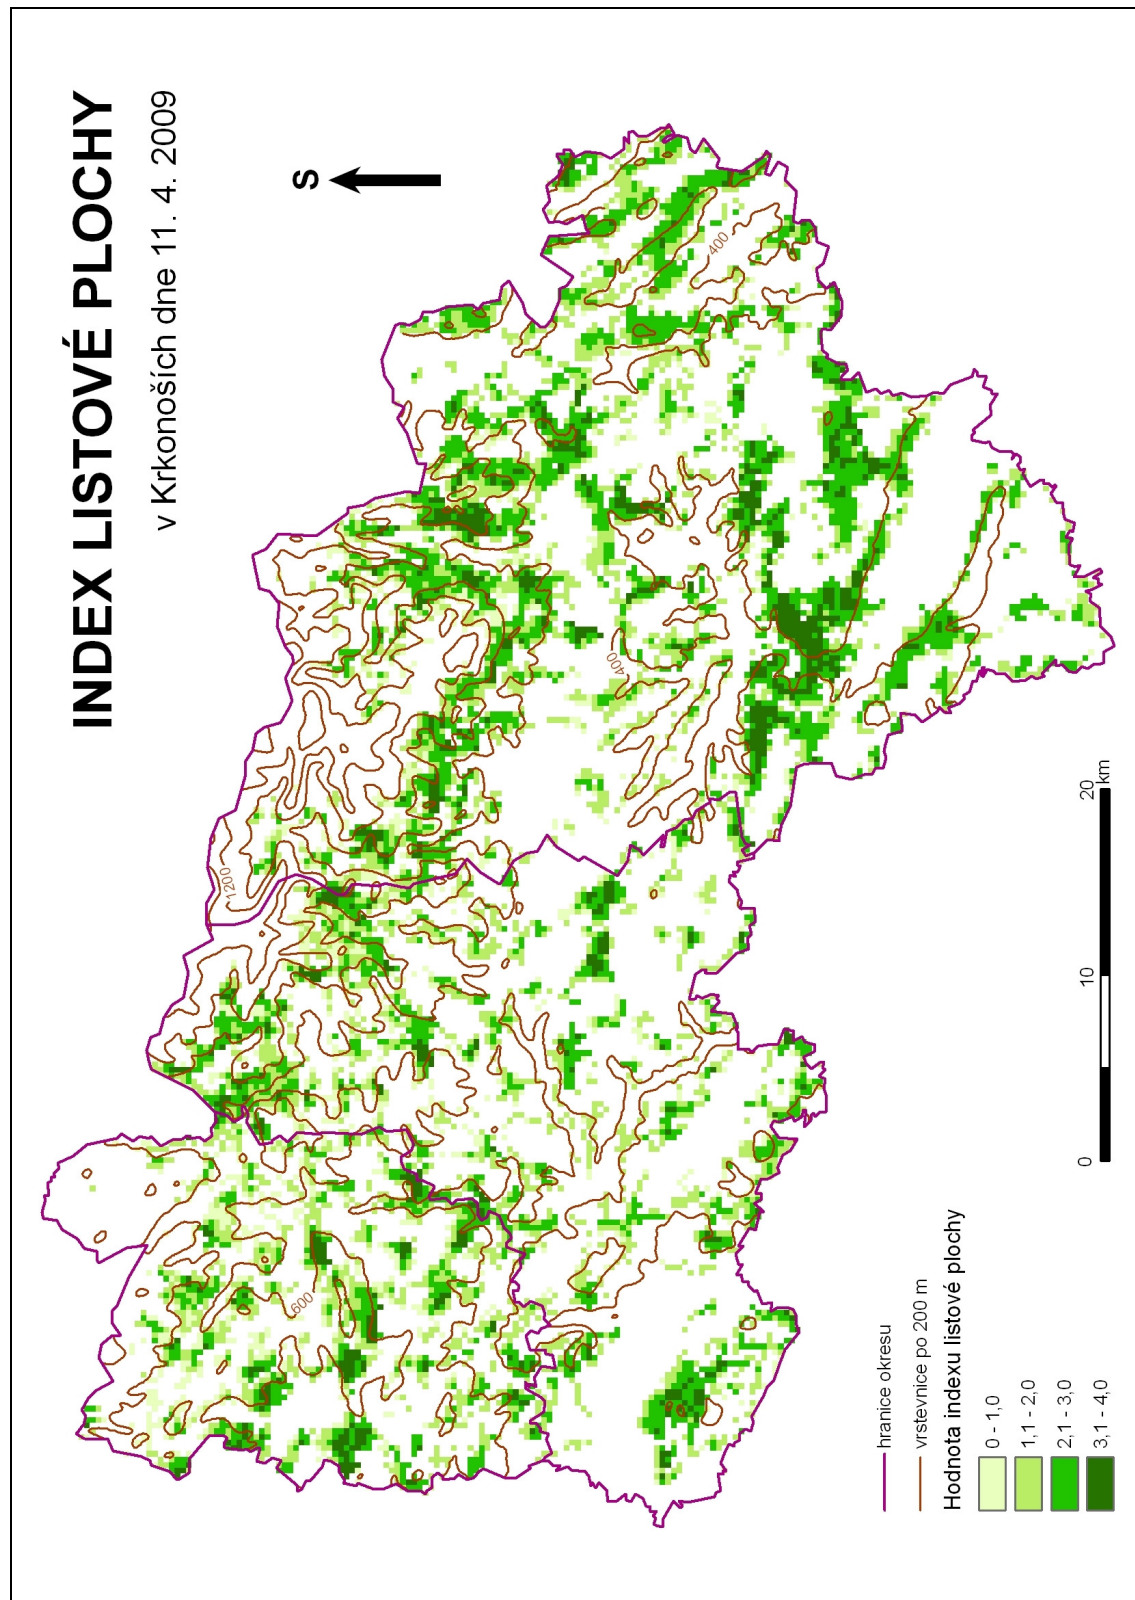 INDEX LISTOVÉ PLOCHY
v Krkonoších dne 11. 4. 2009
S
1200
600
400
400
hranice okresu
vrstevnice po 200 m
Hodnota indexu listové plochy
0 - 1,0
1,1 - 2,0
2,1 - 3,0
3,1 - 4,0
0 10 20
km